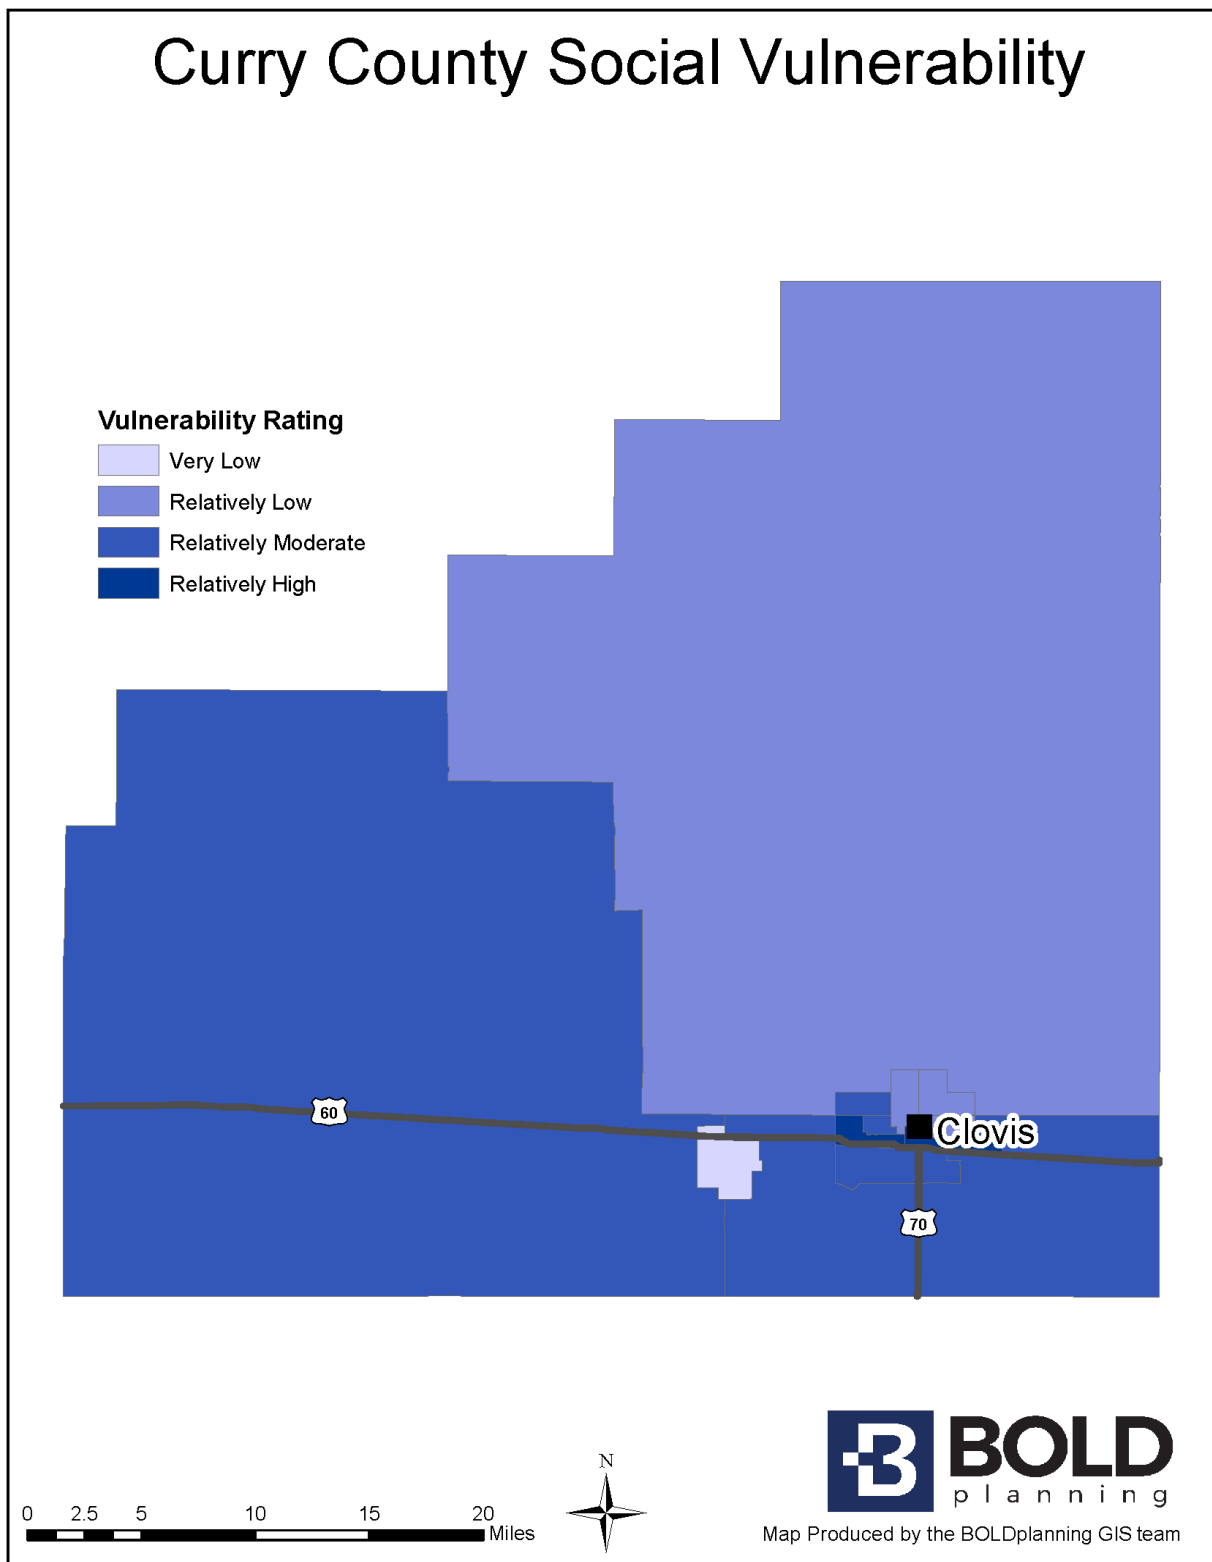 Curry County Social Vulnerability
Vulnerability Rating
Very Low
Relatively Low
Relatively Moderate
Relatively High
60
Clovis
70
N
0 2.5 5 10 15 20
Miles
B BOLD
planning
Map Produced by the BOLDplanning GIS team